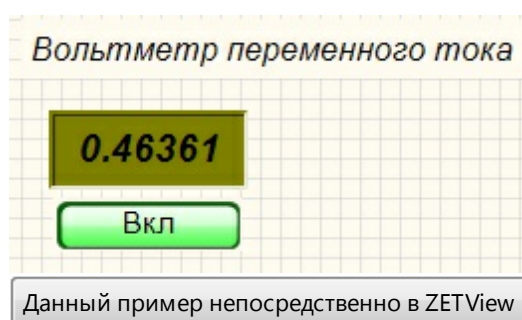 Вольтметр переменного тока
0.46361
Вкл
Данный пример непосредственно в ZETView